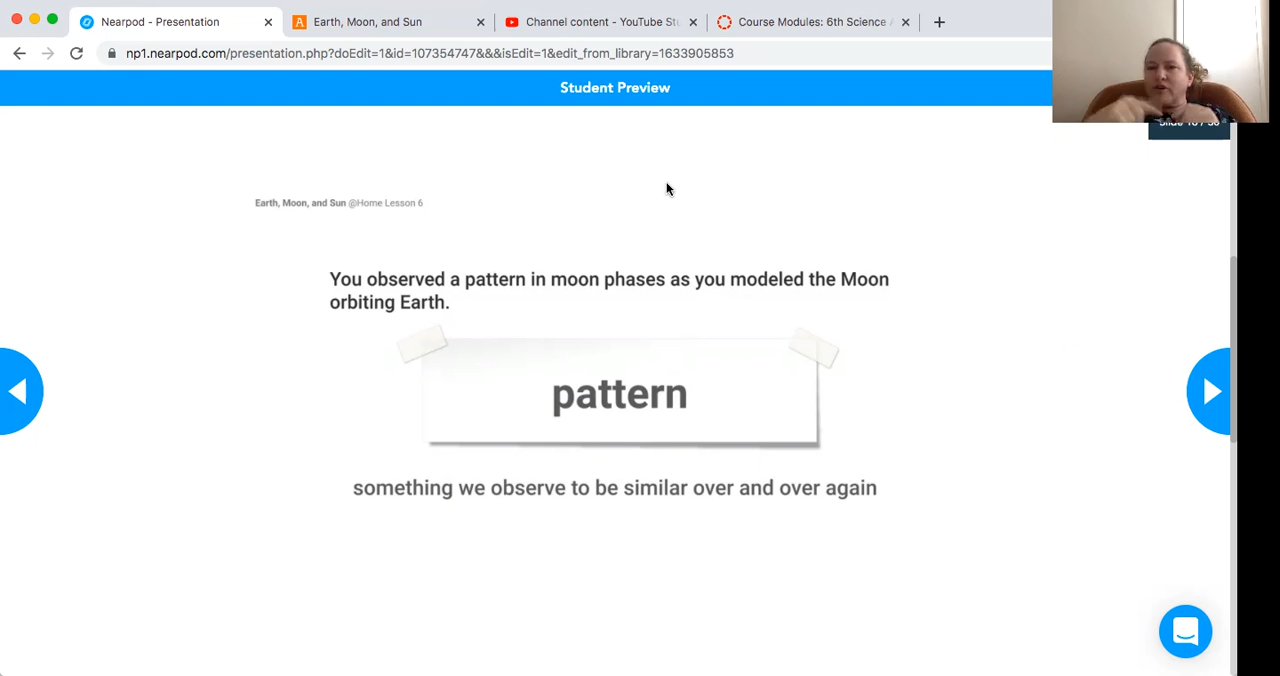 Nearpod - Presentation
Earth, Moon, and Sun
Channel content - YouTube Stu
Course Modules: 6th Science
np1.nearpod.com/presentation.php?doEdit=1&id=107354747&&&isEdit=1&edit_from_library=1633905853
Student Preview
Earth, Moon, and Sun @Home Lesson 6
You observed a pattern in moon phases as you modeled the Moon
orbiting Earth.
pattern
something we observe to be similar over and over again